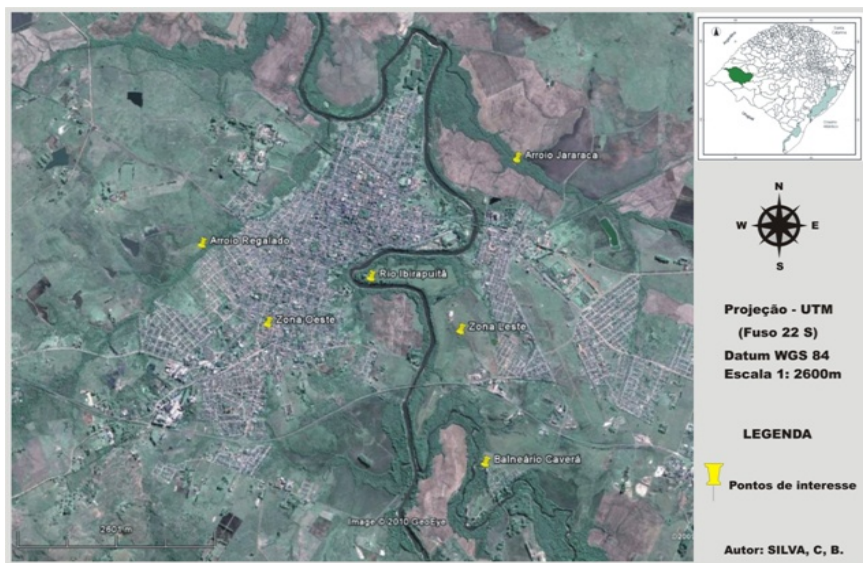 Arroio Jararaca
Arroio Regalado
Rio Ibirapuitã
Zona Oeste
Zona Leste
Balneário Caverá
Image © 2010 GeoEye
2601 m
N
W E
S
Projeção - UTM
(Fuso 22 S)
Datum WGS 84
Escala 1: 2600m
LEGENDA
Pontos de interesse
Autor: SILVA, C, B.